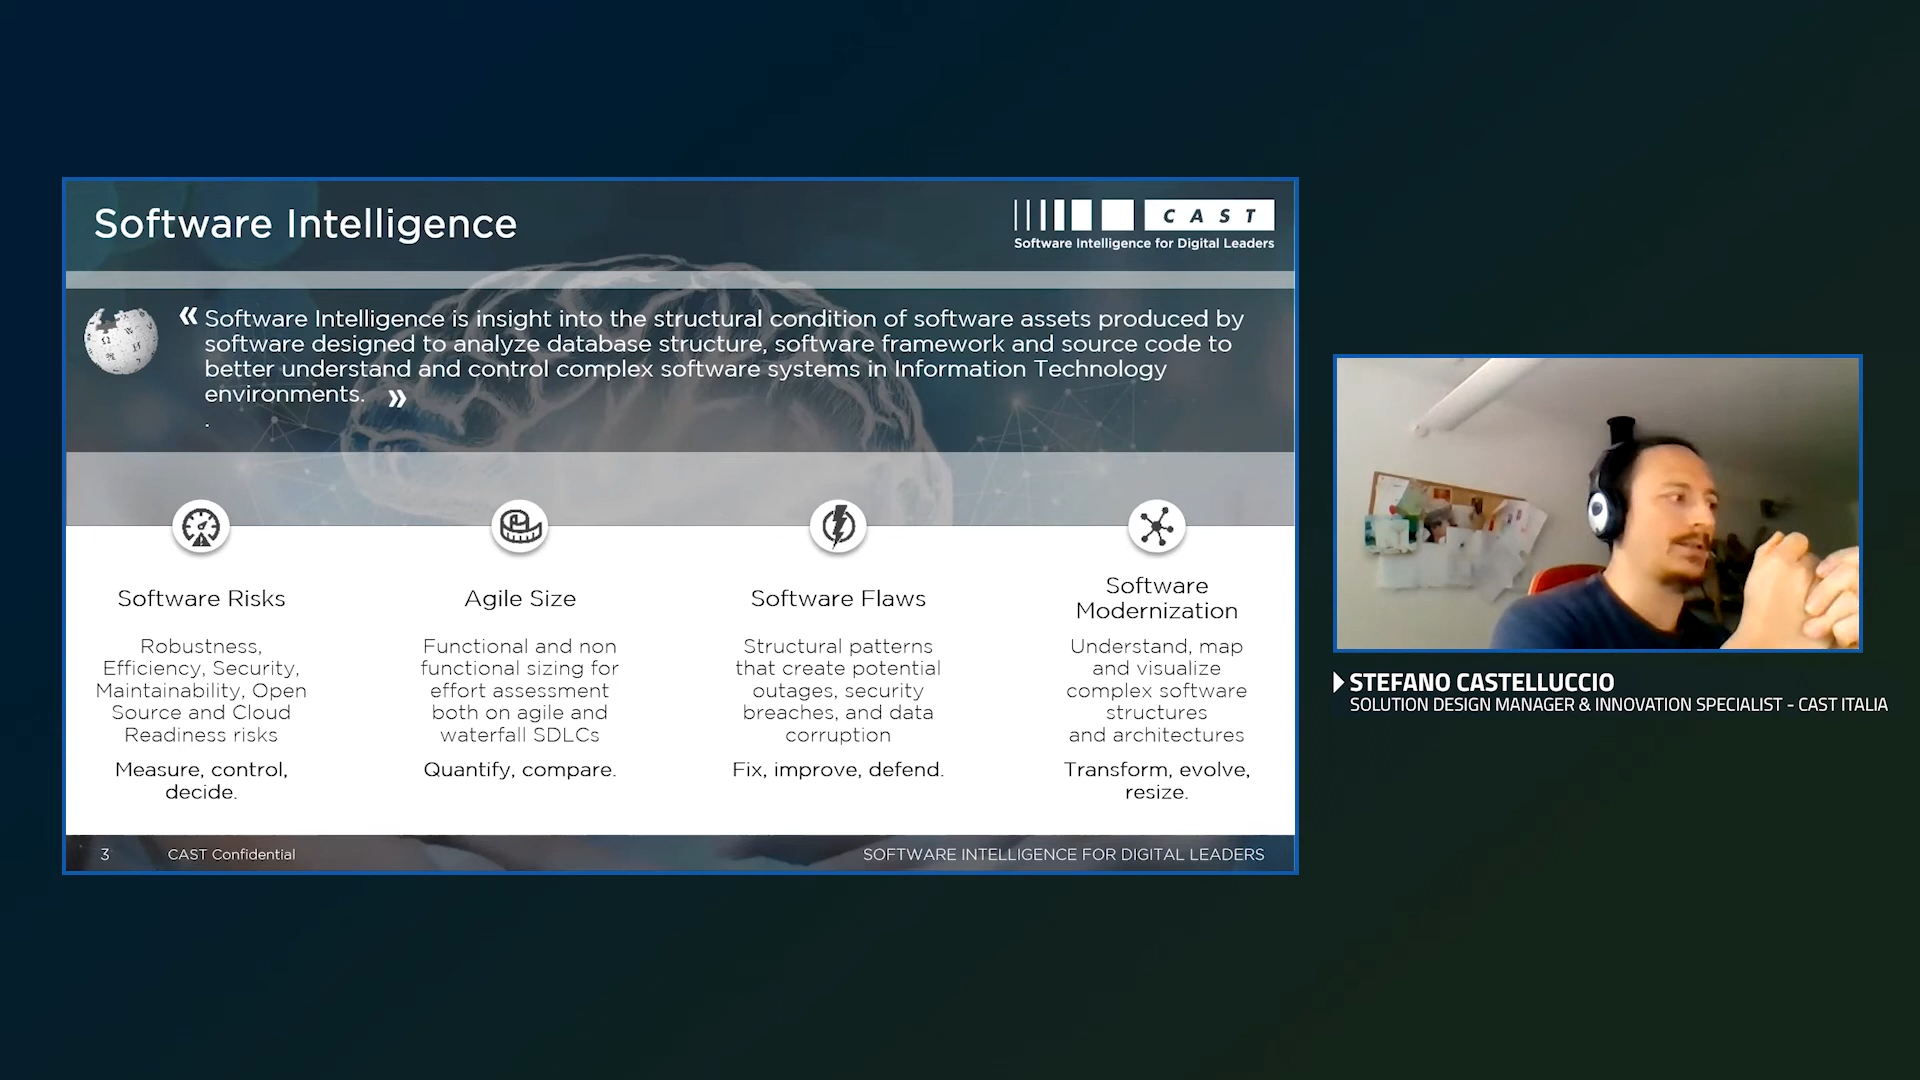 Software Intelligence
CAST
Software Intelligence for Digital Leaders
« Software Intelligence is insight into the structural condition of software assets produced by
software designed to analyze database structure, software framework and source code to
better understand and control complex software systems in Information Technology
environments. »
.
Software Risks
Robustness,
Efficiency, Security,
Maintainability, Open
Source and Cloud
Readiness risks
Measure, control,
decide.
Agile Size
Functional and non
functional sizing for
effort assessment
both on agile and
waterfall SDLCs
Quantify, compare.
Software Flaws
Structural patterns
that create potential
outages, security
breaches, and data
corruption
Fix, improve, defend.
Software
Modernization
Understand, map
and visualize
complex software
structures
and architectures
Transform, evolve,
resize.
3
CAST Confidential
SOFTWARE INTELLIGENCE FOR DIGITAL LEADERS
STEFANO CASTELLUCCIO
SOLUTION DESIGN MANAGER & INNOVATION SPECIALIST - CAST ITALIA